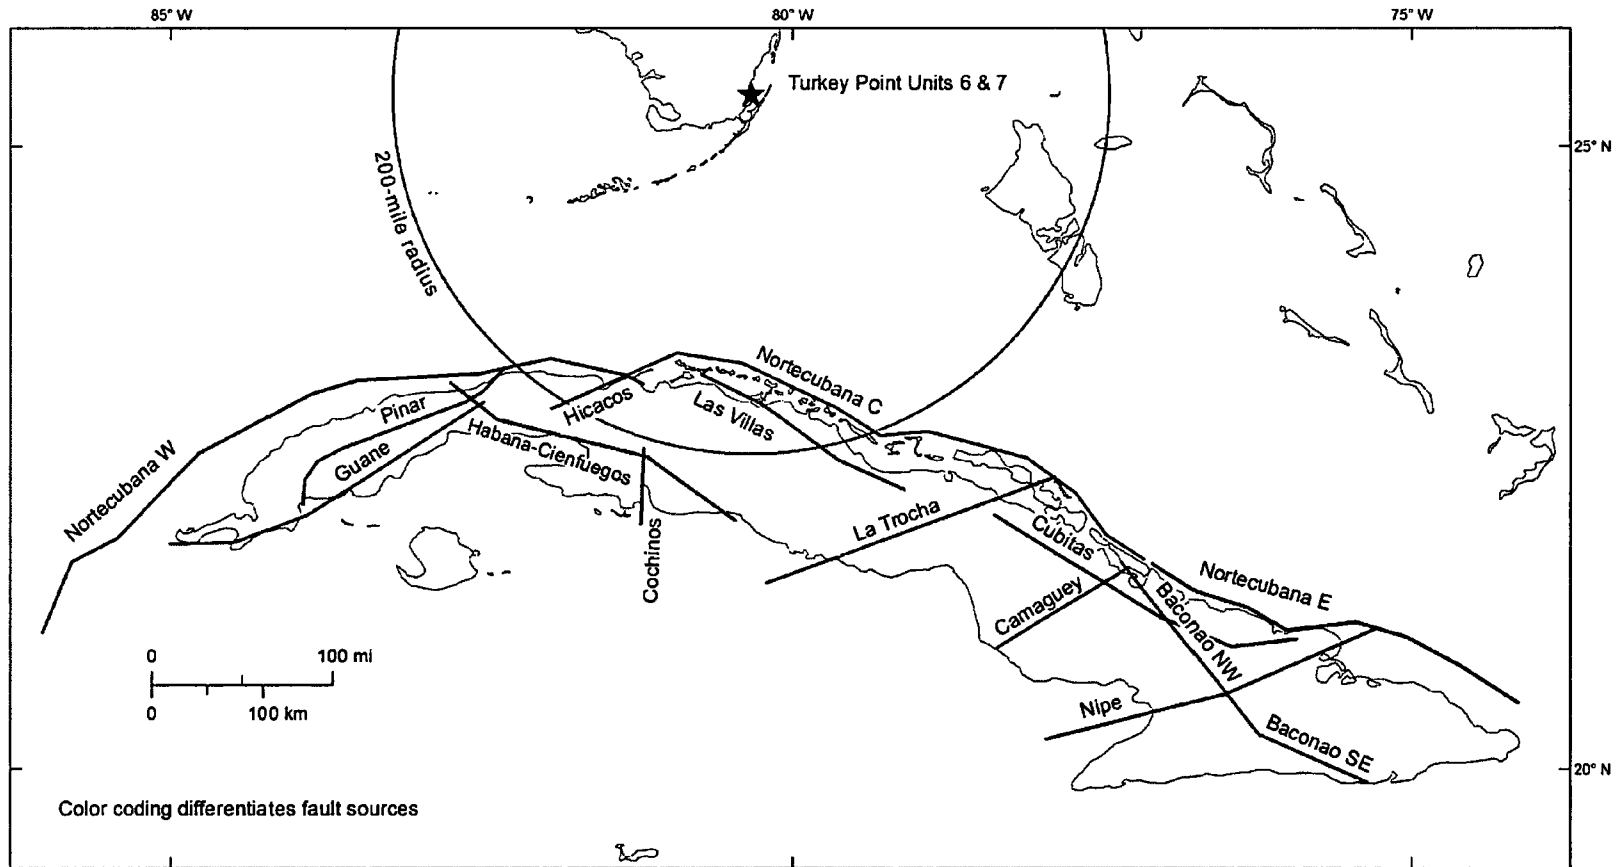 85° W
80° W
75° W
Turkey Point Units 6 & 7
25° N
200-mile radius
Nortecubana C
Hicacos
Las Villas
Pinar
Guane
Habana-Cienfuegos
Nortecubana W
La Trocha
Cubitas
Cochinos
Nortecubana E
Camaguey
Baconao NW
0 100 mi
0 100 km
Nipe
Baconao SE
20° N
Color coding differentiates fault sources